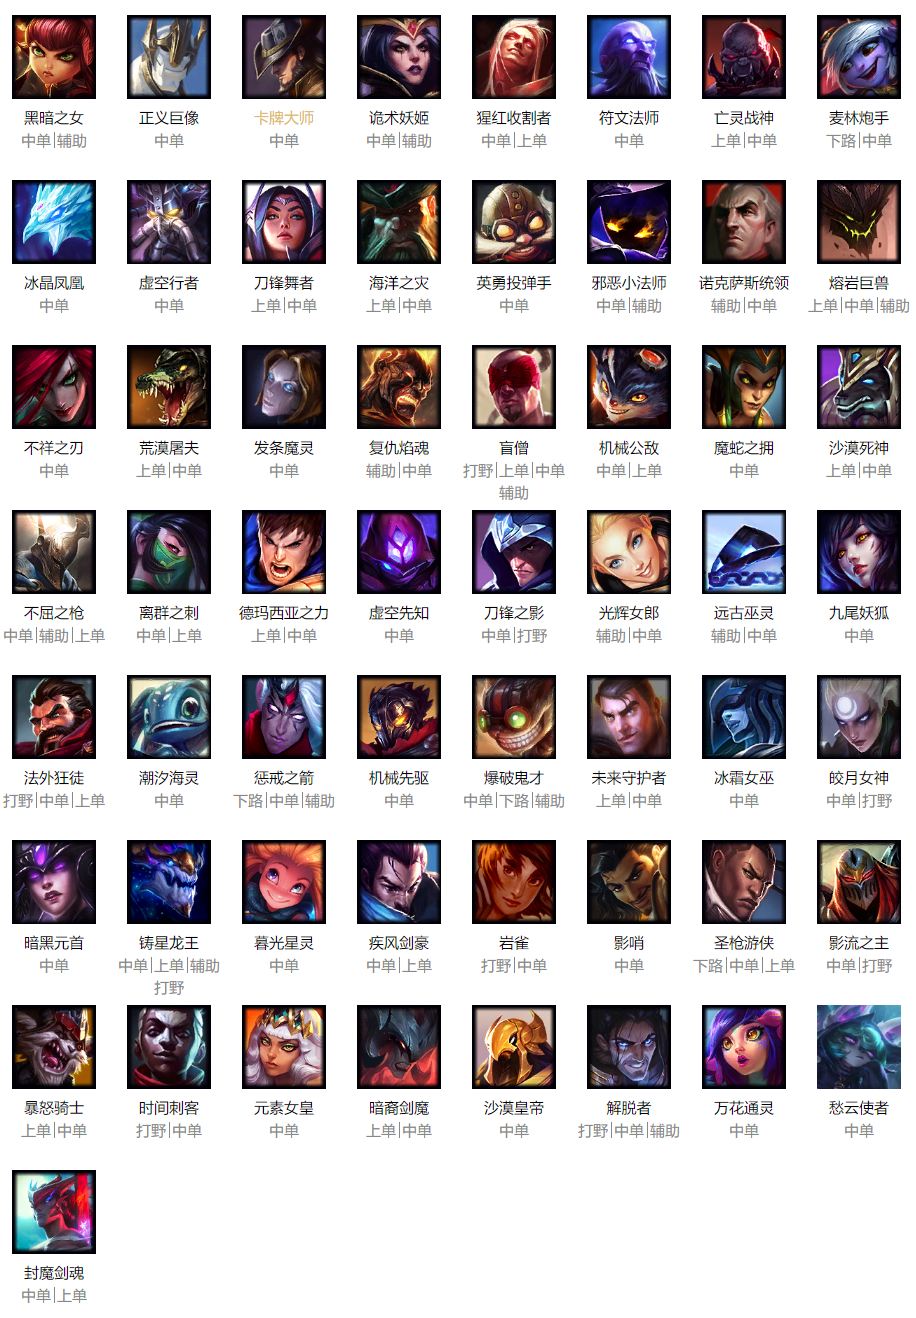 黑暗之女 正义巨像 卡牌大师 诡术妖姬 猩红收割者 符文法师 亡灵战神 麦林炮手
中单|辅助 中单 中单 中单|辅助 中单|上单 中单 上单|中单 下路|中单
冰晶凤凰 虚空行者 刀锋舞者 海洋之灾 英勇投弹手 邪恶小法师 诺克萨斯统领 熔岩巨兽
中单 中单 上单|中单 上单|中单 中单 中单|辅助 辅助|中单 上单|中单|辅助
不祥之刃 荒漠屠夫 发条魔灵 复仇焰魂 盲僧 机械公敌 魔蛇之拥 沙漠死神
中单 上单|中单 中单 辅助|中单 打野|上单|中单 中单|上单 中单 上单|中单
辅助
不屈之枪 离群之刺 德玛西亚之力 虚空先知 刀锋之影 光辉女郎 远古巫灵 九尾妖狐
中单|辅助|上单 中单|上单 上单|中单 中单 中单|打野 辅助|中单 辅助|中单 中单
法外狂徒 潮汐海灵 惩戒之箭 机械先驱 爆破鬼才 未来守护者 冰霜女巫 皎月女神
打野|中单|上单 中单 下路|中单|辅助 中单 中单|下路|辅助 上单|中单 中单 中单|打野
暗黑元首 铸星龙王 暮光星灵 疾风剑豪 岩雀 影哨 圣枪游侠 影流之主
中单 中单|上单|辅助 中单 中单|上单 打野|中单 中单 下路|中单|上单 中单|打野
打野
暴怒骑士 时间刺客 元素女皇 暗裔剑魔 沙漠皇帝 解脱者 万花通灵 愁云使者
上单|中单 打野|中单 中单 上单|中单 中单 打野|中单|辅助 中单 中单
封魔剑魂
中单|上单